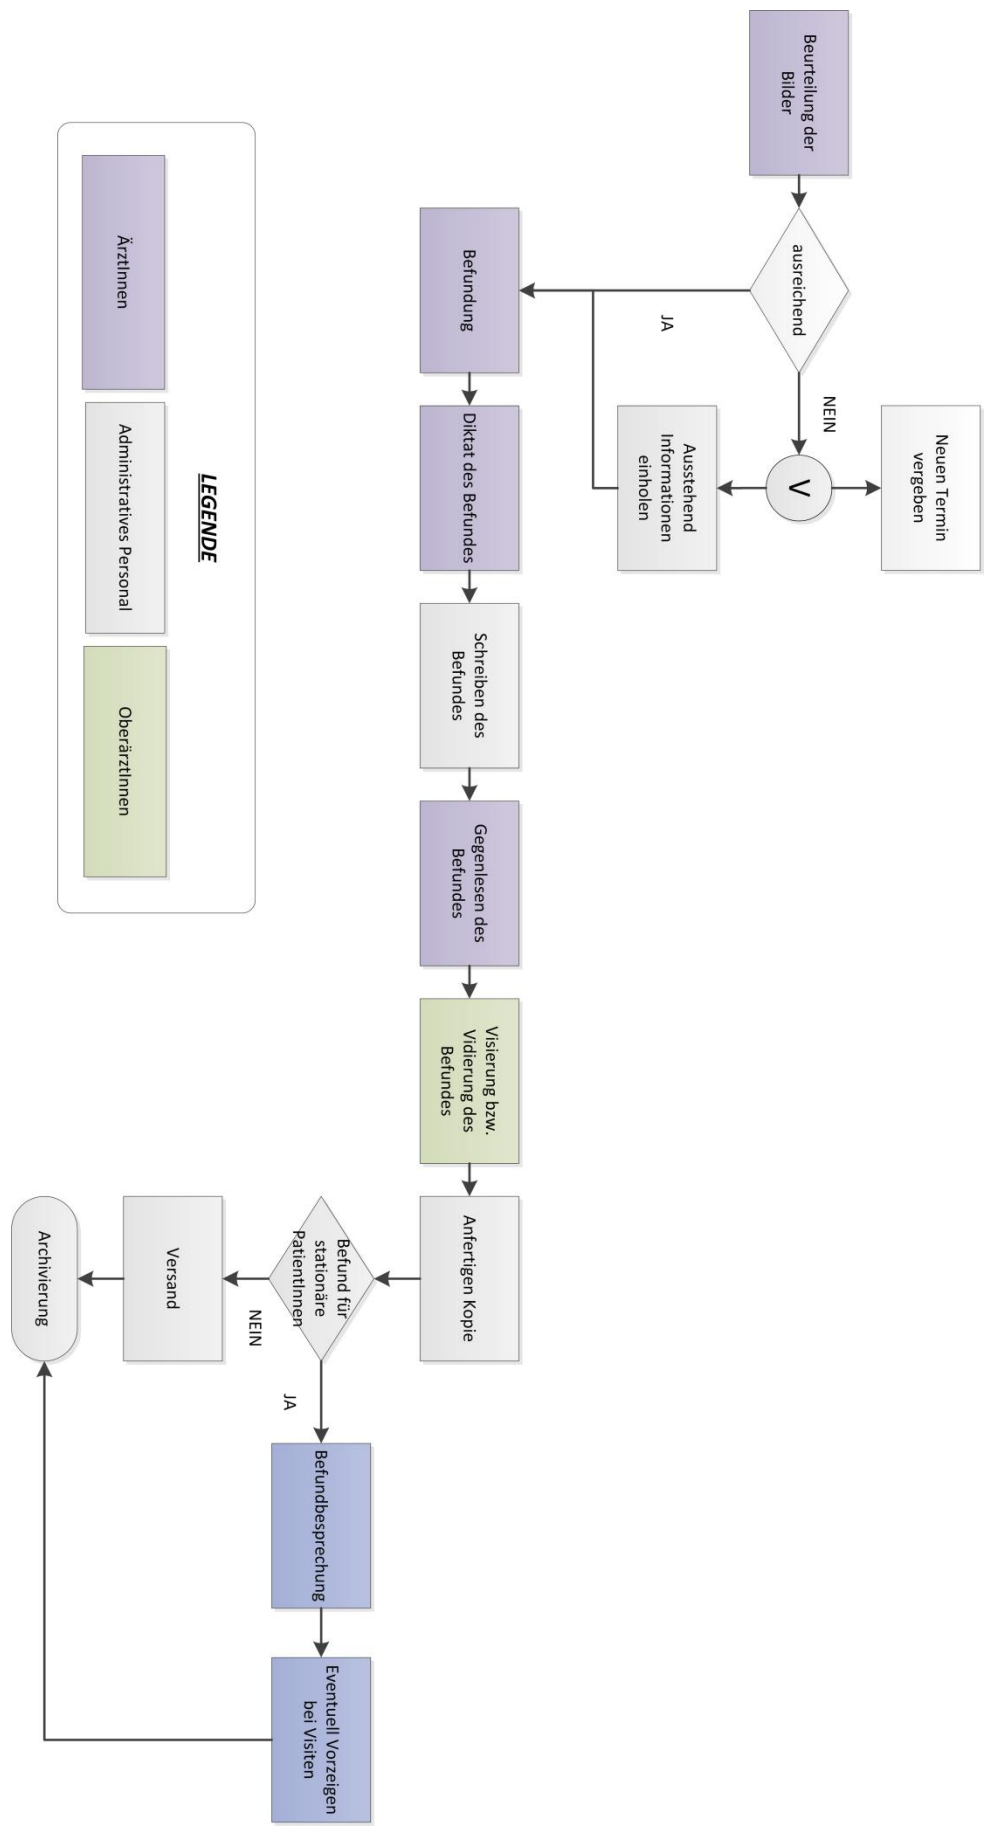 Beurteilung der
Bilder
ausreichend
NEIN
JA
V
Neuen Termin
vergeben
Ausstehend
Informationen
einholen
Befundung
Diktat des Befundes
Schreiben des
Befundes
Gegenlesen des
Befundes
Visierung bzw.
Vidierung des
Befundes
Anfertigen Kopie
Befund für
stationäre
PatientInnen
JA
NEIN
Befundbesprechung
Eventuell Vorzeigen
bei Visiten
Versand
Archivierung
LEGENDE
ÄrztInnen
Administratives Personal
OberärztInnen